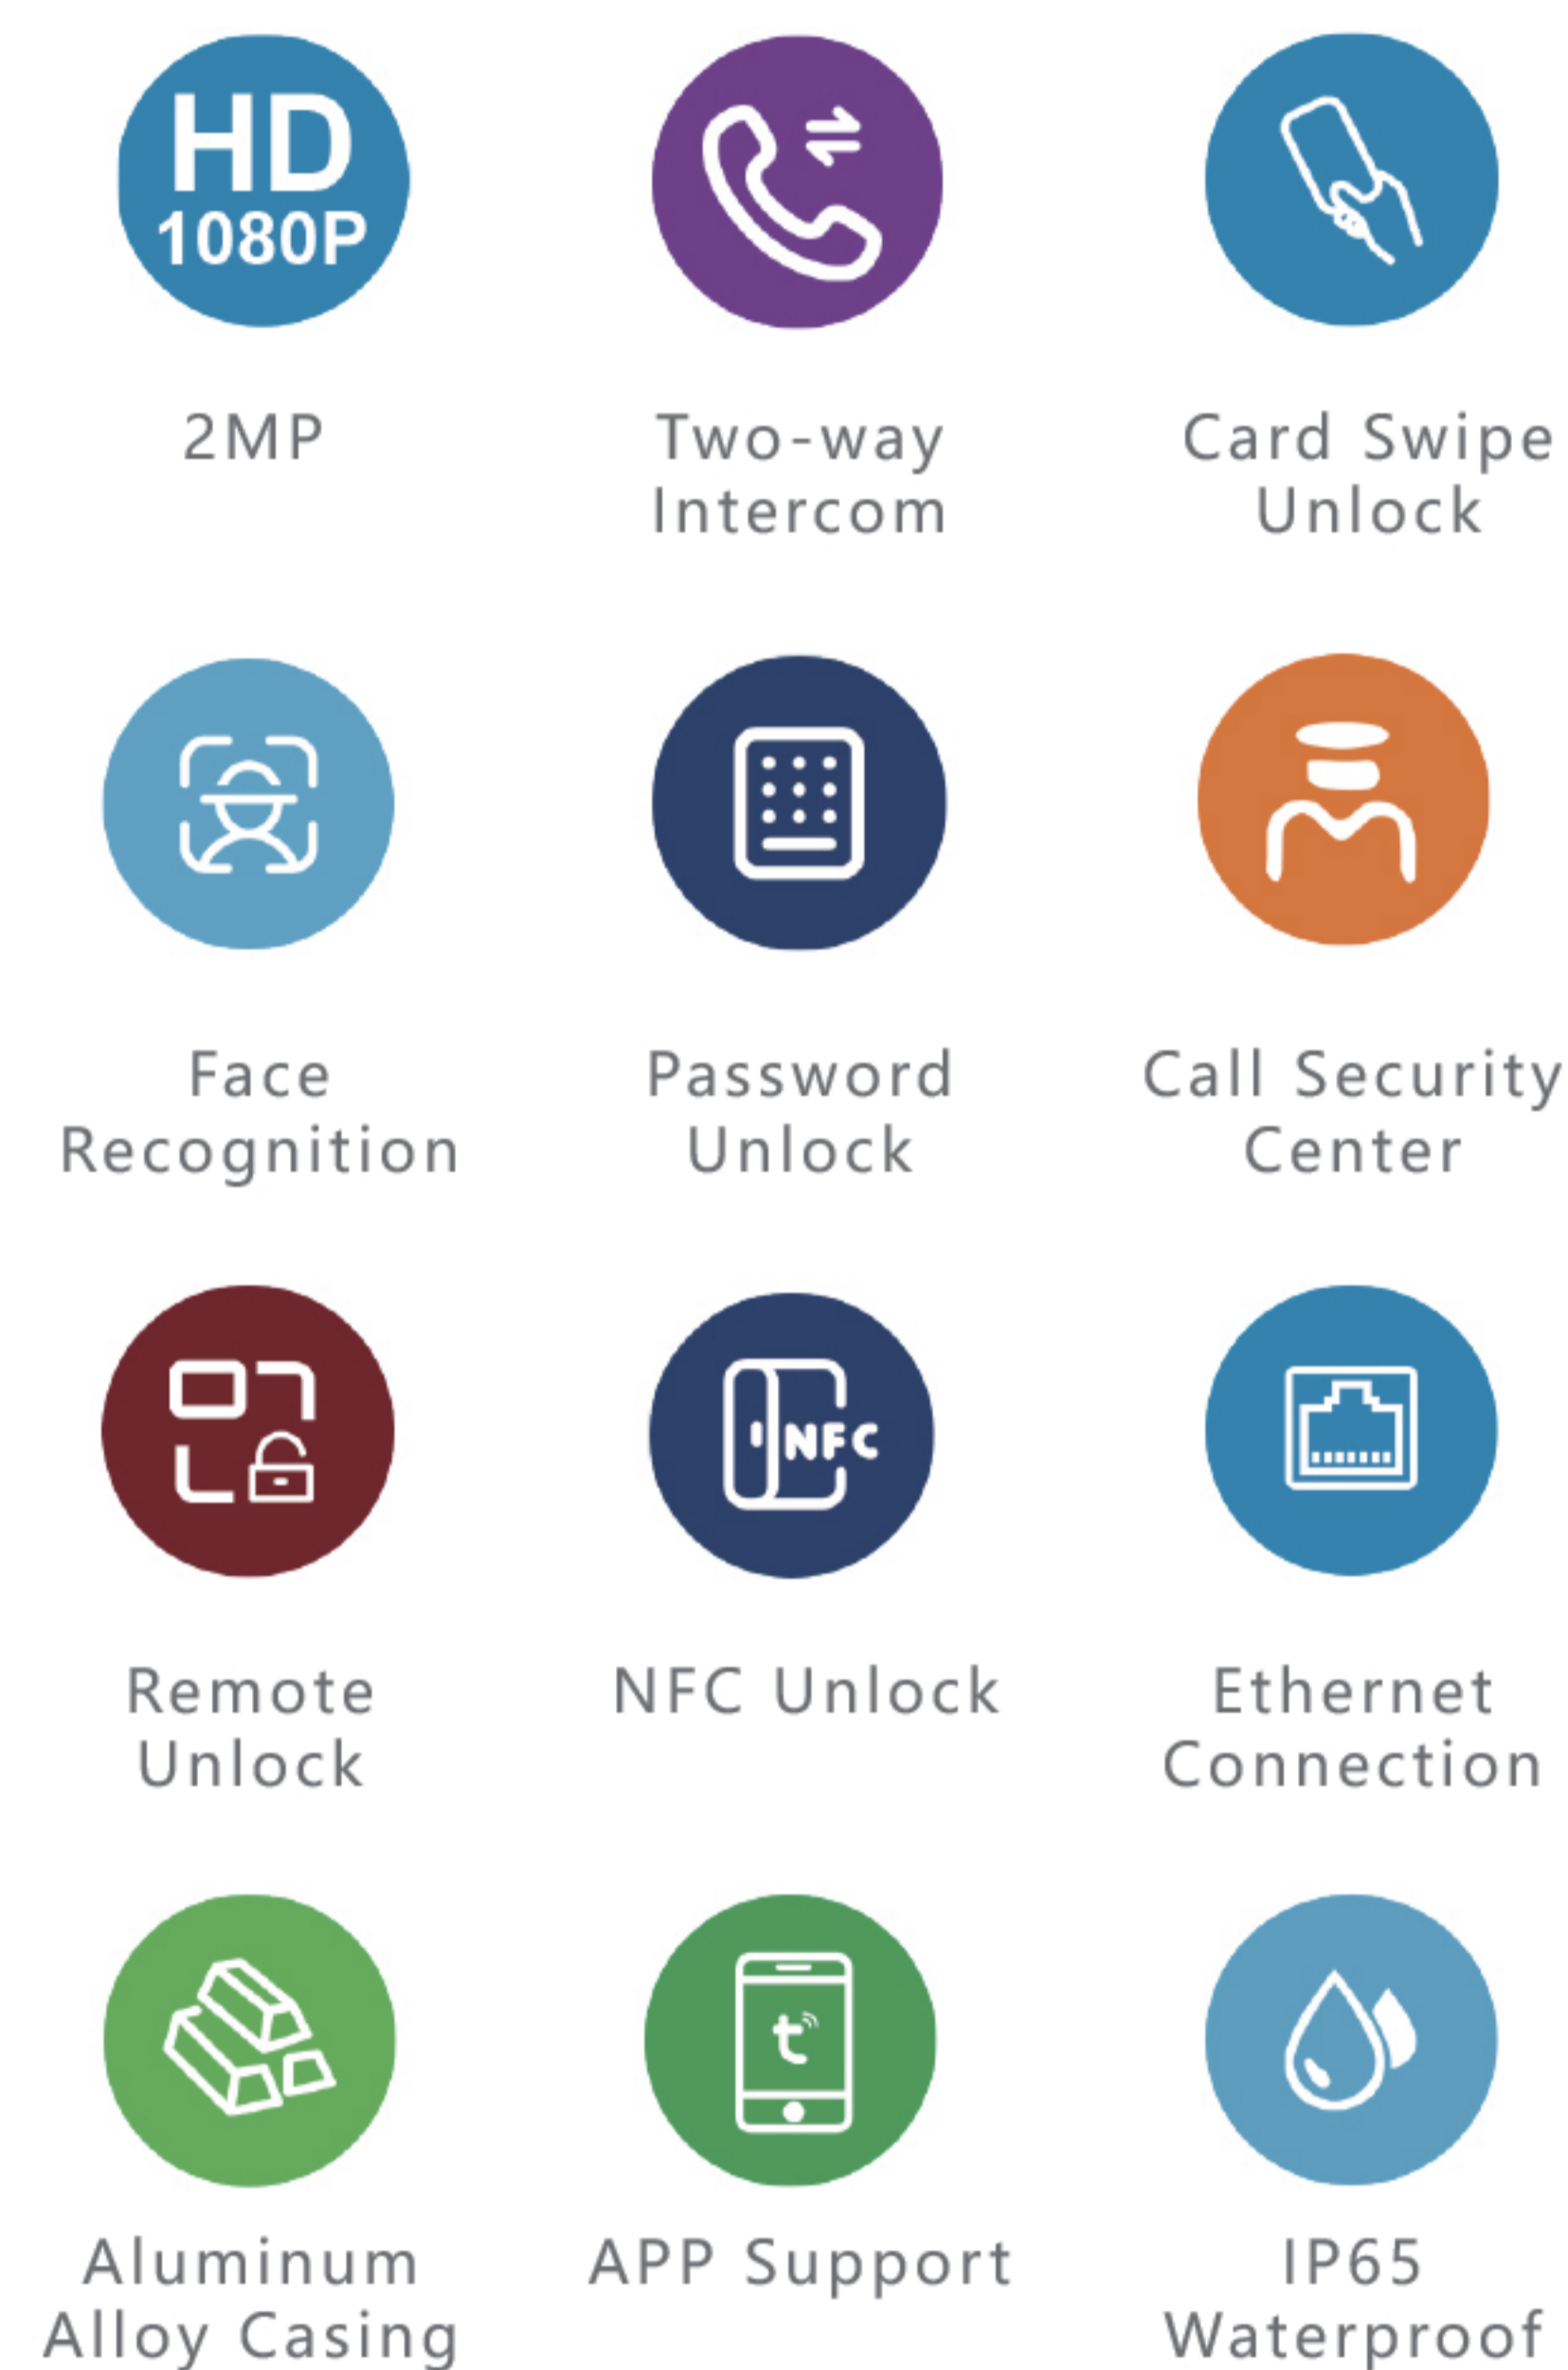 HD
1080P
2MP
Two-way
Intercom
Card Swipe
Unlock
Face
Recognition
Password
Unlock
Call Security
Center
NFC
Remote
Unlock
NFC Unlock
Ethernet
Connection
t
Aluminum
Alloy Casing
APP Support
IP65
Waterproof